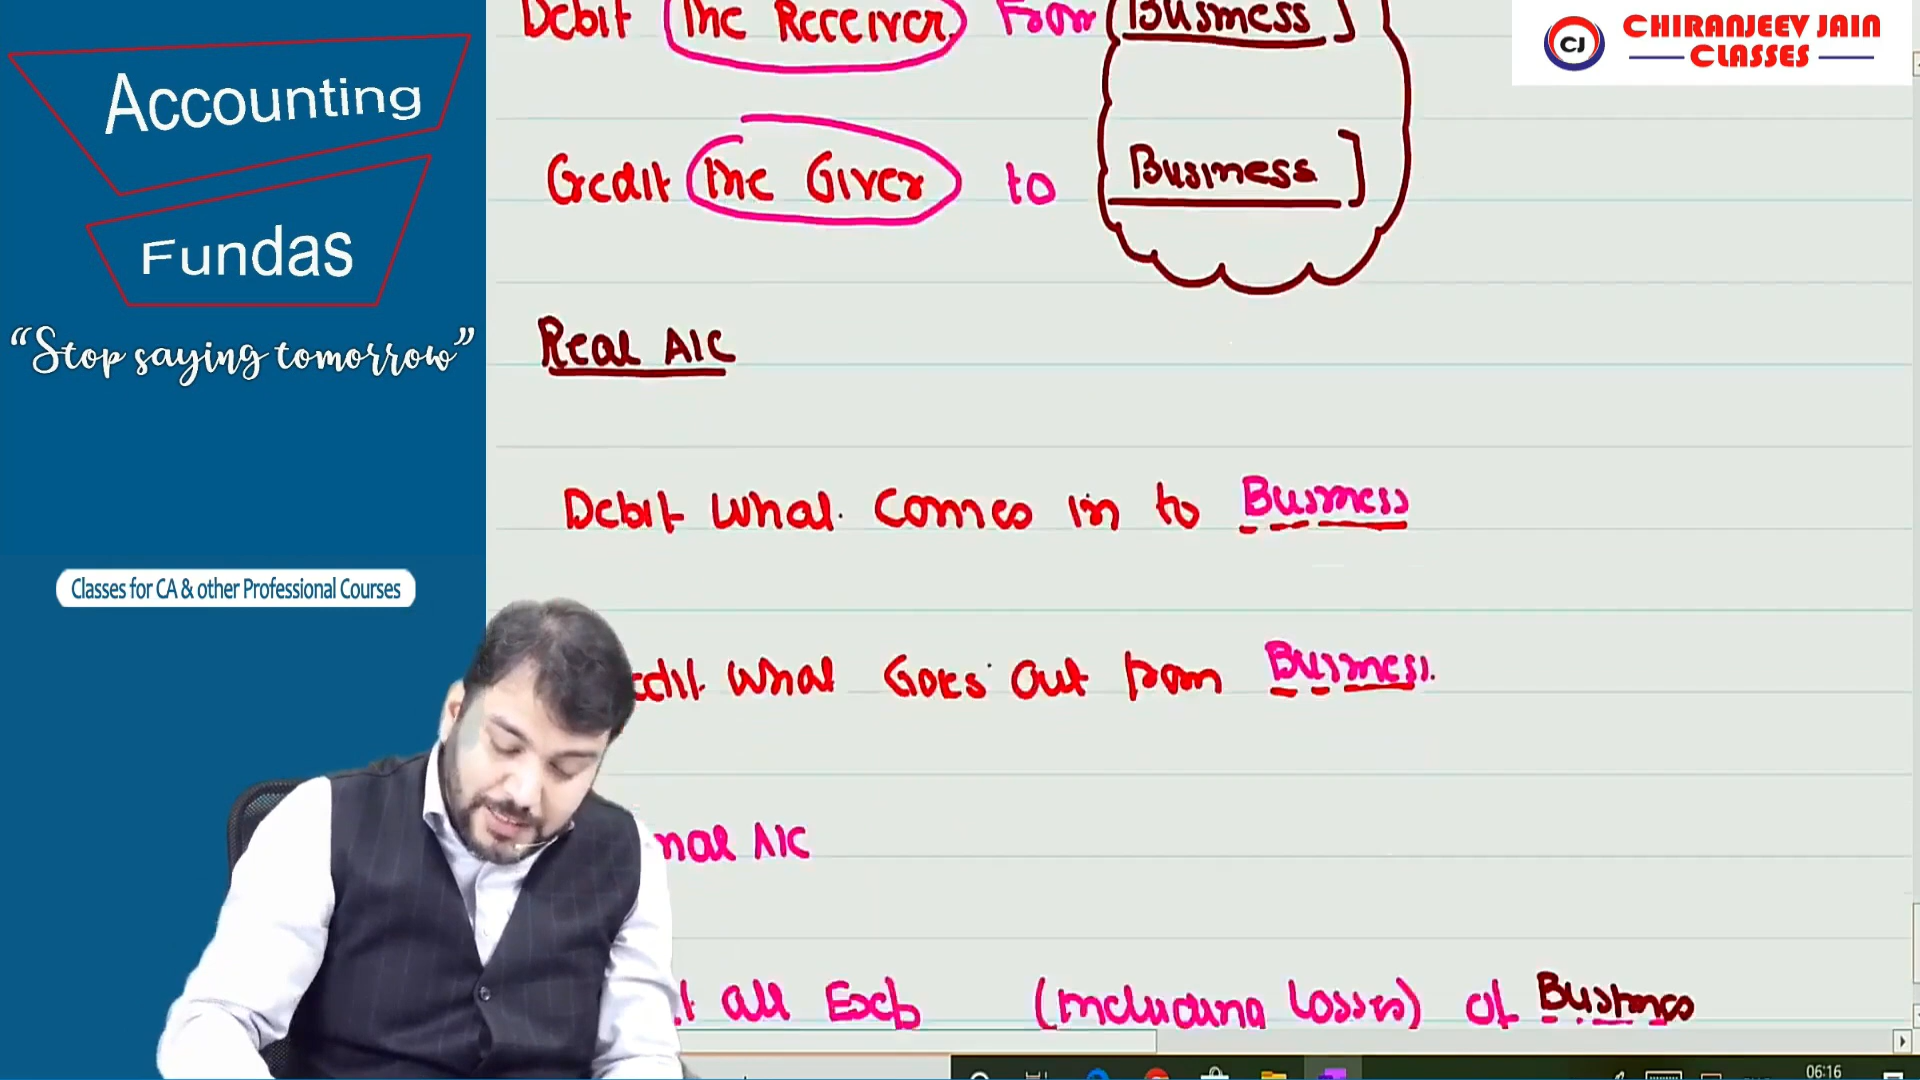 Accounting
Fundas
“Stop saying tomorrow”
Classes for CA & other Professional Courses
CHIRANJEEV JAIN
CJ
CLASSES
Debit the Receiver From Business]
Credit the Giver to Business]
Real A/C
Debit what comes in to Business
edit what Goes Out from Business.
nal A/C
all Exp (Including Losses) of Business
06:16